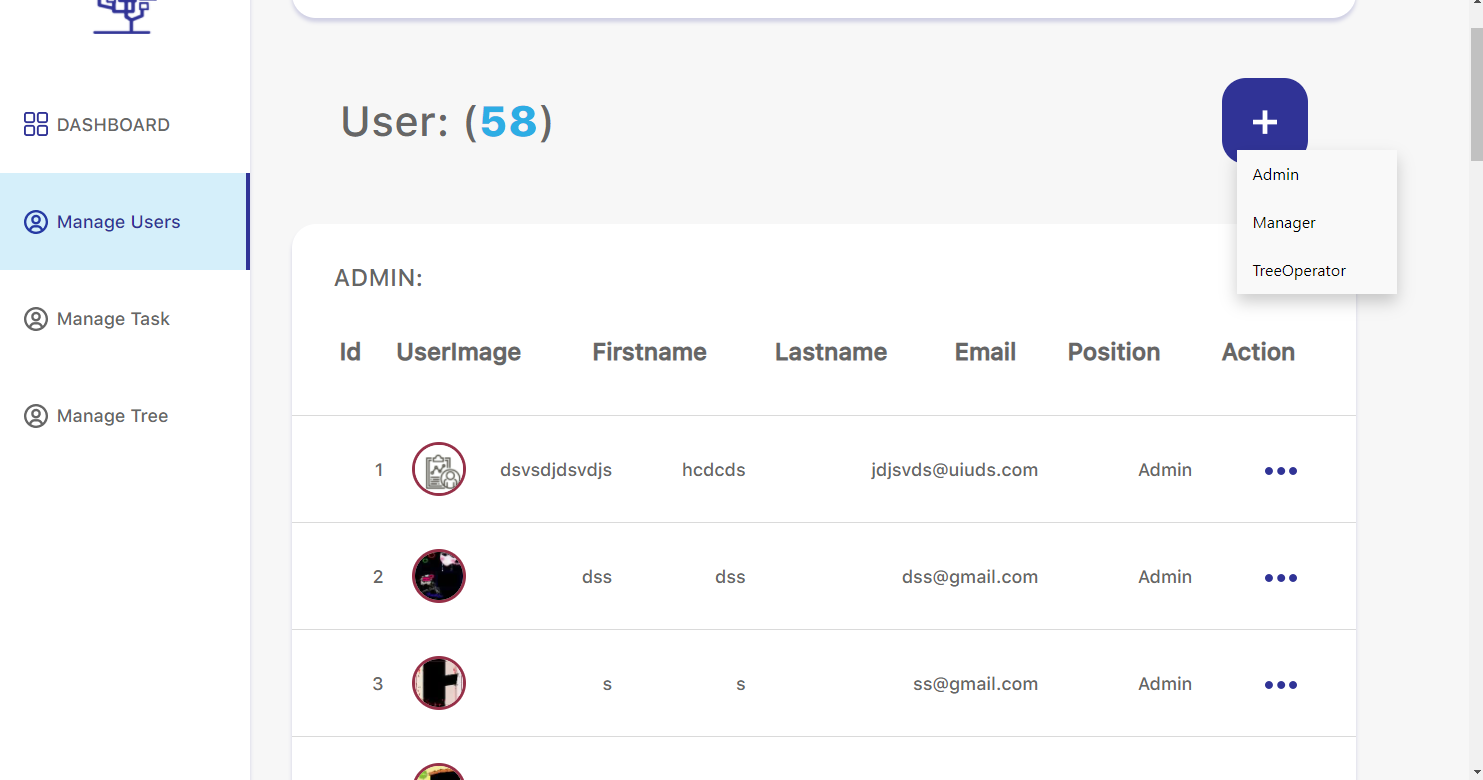 DASHBOARD
Manage Users
Manage Task
Manage Tree
User: (58)
+
Admin
Manager
TreeOperator
ADMIN:
Id UserImage Firstname Lastname Email Position Action
1 dsvsdjdsvdjs hcdcds jdjsvds@uiuds.com Admin
2 dss dss dss@gmail.com Admin
3 s s ss@gmail.com Admin